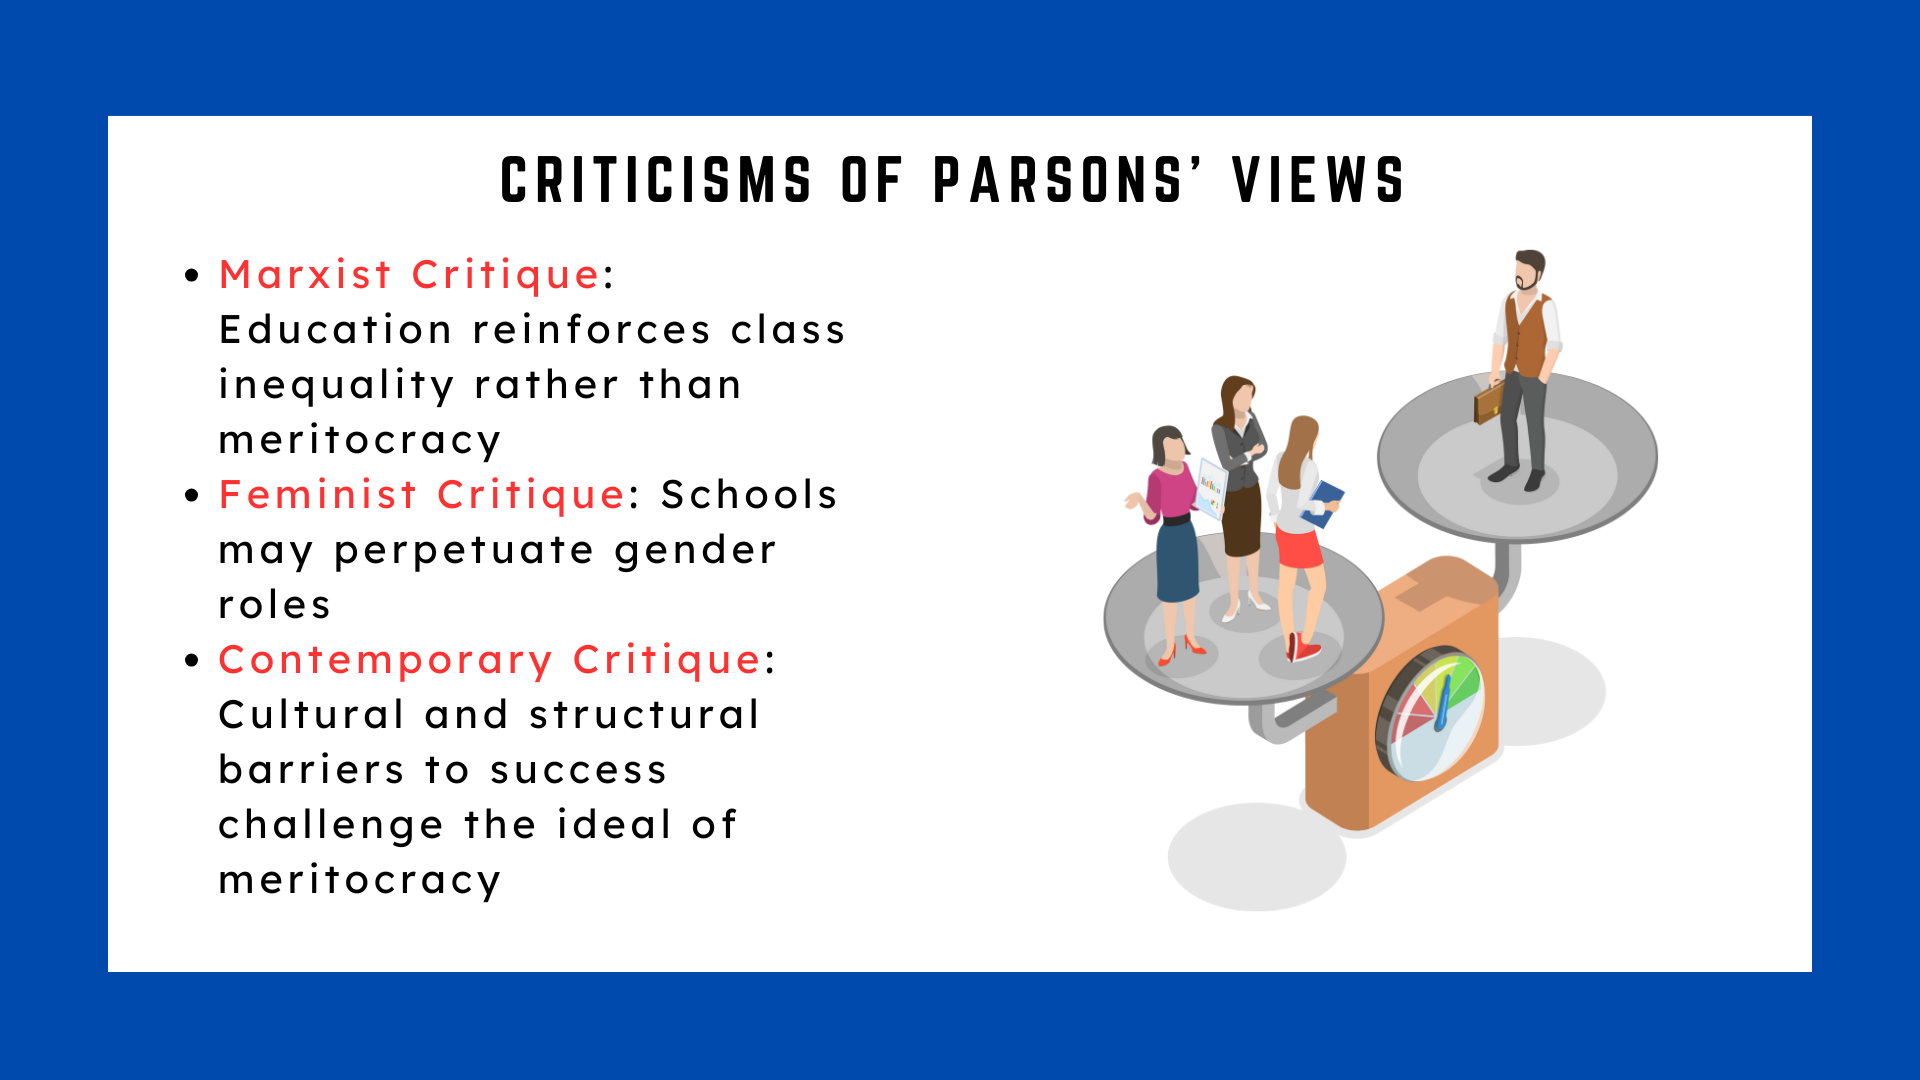 CRITICISMS OF PARSONS’ VIEWS
• Marxist Critique:
Education reinforces class
inequality rather than
meritocracy
• Feminist Critique: Schools
may perpetuate gender
roles
• Contemporary Critique:
Cultural and structural
barriers to success
challenge the ideal of
meritocracy